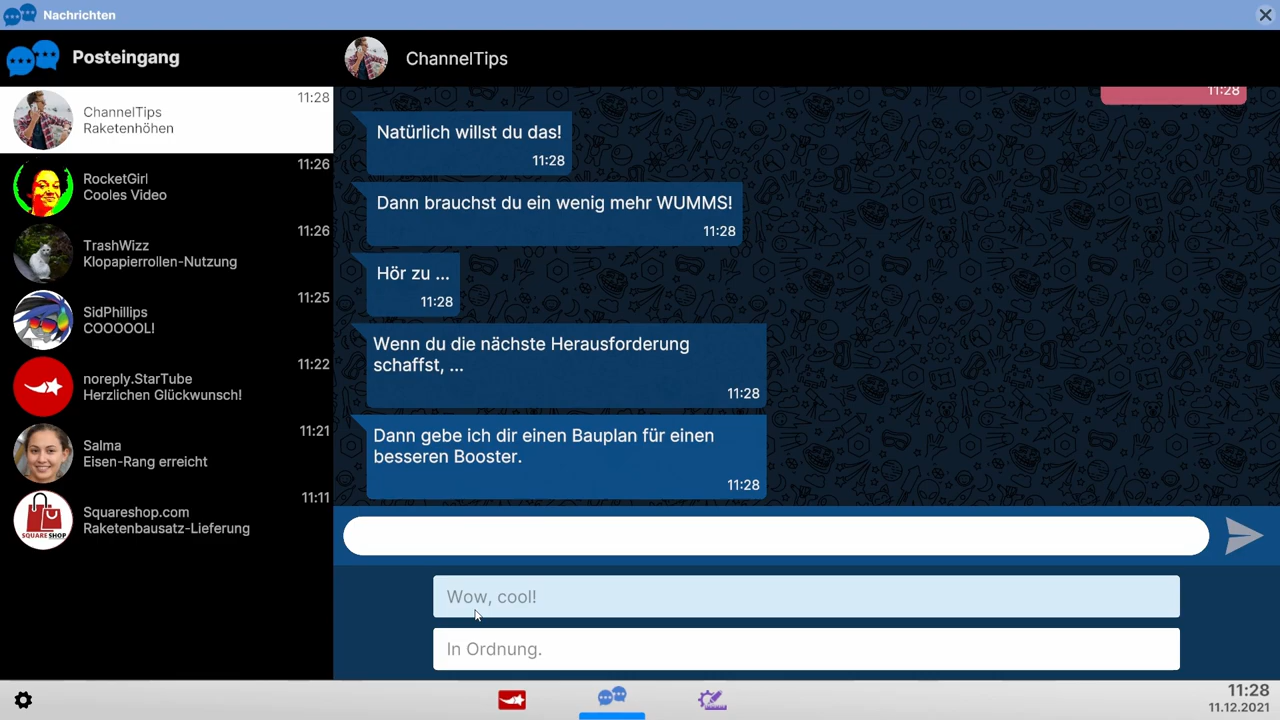 Nachrichten
Posteingang
ChannelTips
11:28
ChannelTips
Raketenhöhen
11:26
RocketGirl
Cooles Video
11:26
TrashWizz
Klopapierrollen-Nutzung
11:25
SidPhillips
COOOOOL!
11:22
noreply.StarTube
Herzlichen Glückwunsch!
11:21
Salma
Eisen-Rang erreicht
11:11
Squareshop.com
Raketenbausatz-Lieferung
SQUARE SHOP
11:28
Natürlich willst du das!
11:28
Dann brauchst du ein wenig mehr WUMMS!
11:28
Hör zu ...
11:28
Wenn du die nächste Herausforderung
schaffst, ...
11:28
Dann gebe ich dir einen Bauplan für einen
besseren Booster.
11:28
Wow, cool!
In Ordnung.
11:28
11.12.2021